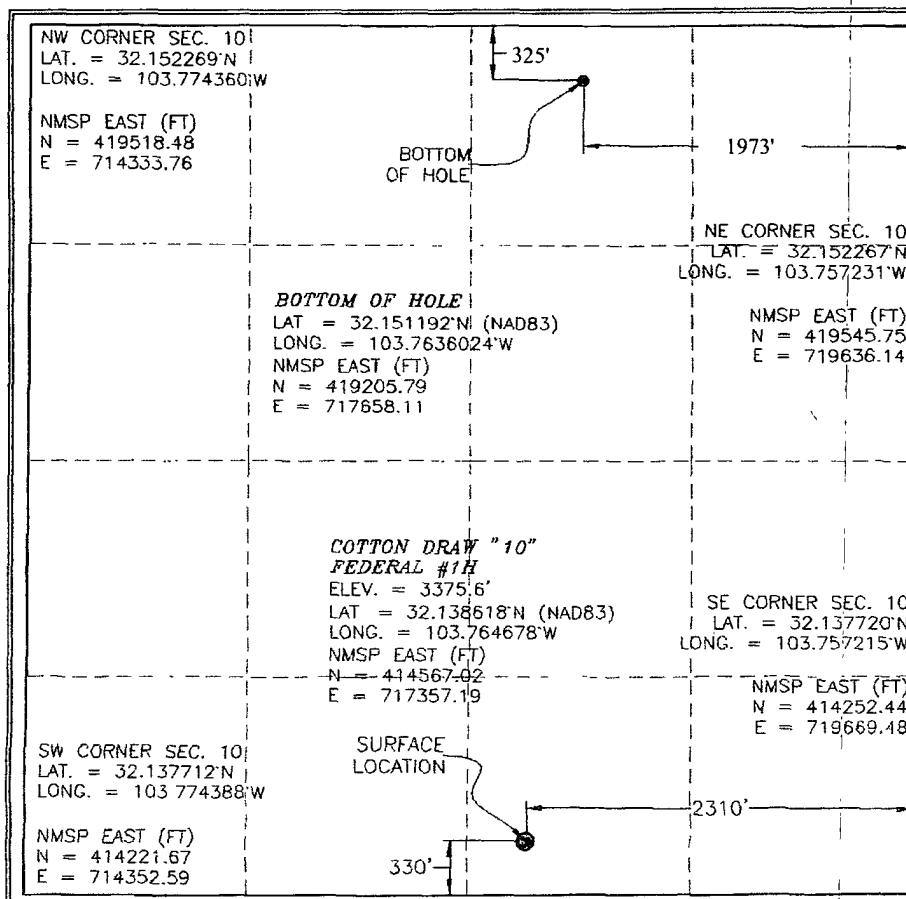 NW CORNER SEC. 10
LAT. = 32.152269°N
LONG. = 103.774360°W
NMSP EAST (FT)
N = 419518.48
E = 714333.76
325'
BOTTOM
OF HOLE
1973'
NE CORNER SEC. 10
LAT. = 32.152267°N
LONG. = 103.757231°W
NMSP EAST (FT)
N = 419545.75
E = 719636.14
BOTTOM OF HOLE
LAT = 32.151192°N (NAD83)
LONG. = 103.7636024°W
NMSP EAST (FT)
N = 419205.79
E = 717658.11
COTTON DRAW "10"
FEDERAL #1H
ELEV. = 3375.6'
LAT = 32.138618°N (NAD83)
LONG. = 103.764678°W
NMSP EAST (FT)
N = 414567.02
E = 717357.19
SE CORNER SEC. 10
LAT. = 32.137720°N
LONG. = 103.757215°W
NMSP EAST (FT)
N = 414252.44
E = 719669.48
SW CORNER SEC. 10
LAT. = 32.137712°N
LONG. = 103.774388°W
NMSP EAST (FT)
N = 414221.67
E = 714352.59
SURFACE
LOCATION
2310'
330'